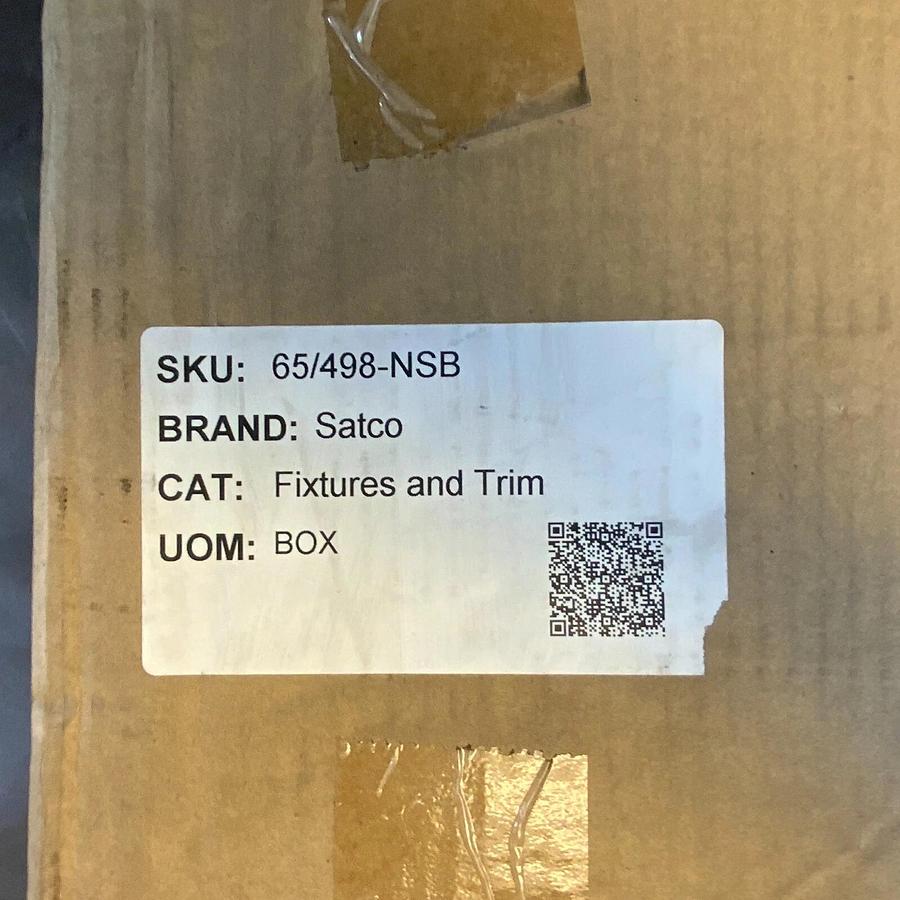 SKU: 65/498-NSB
BRAND: Satco
CAT: Fixtures and Trim
UOM: BOX